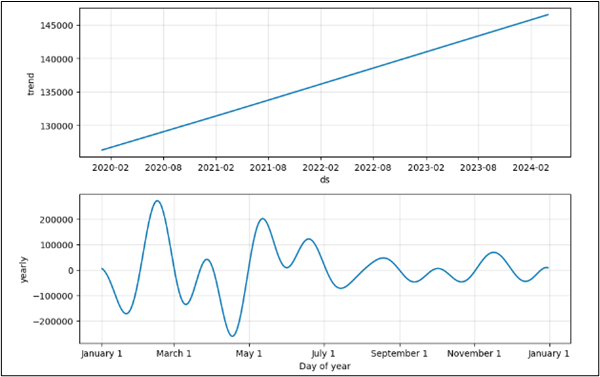 145000
140000
135000
130000
trend
2020-02 2020-08 2021-02 2021-08 2022-02 2022-08 2023-02 2023-08 2024-02
ds
200000
100000
0
−100000
−200000
yearly
January 1 March 1 May 1 July 1 September 1 November 1 January 1
Day of year